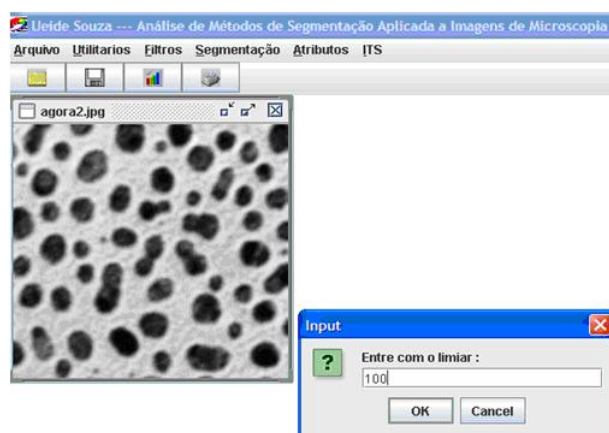 Ueide Souza --- Análise de Métodos de Segmentação Aplicada a Imagens de Microscopia
Arquivo Utilitarios Filtros Segmentação Atributos ITS
agora2.jpg
Input
Entre com o limiar :
100
OK Cancel